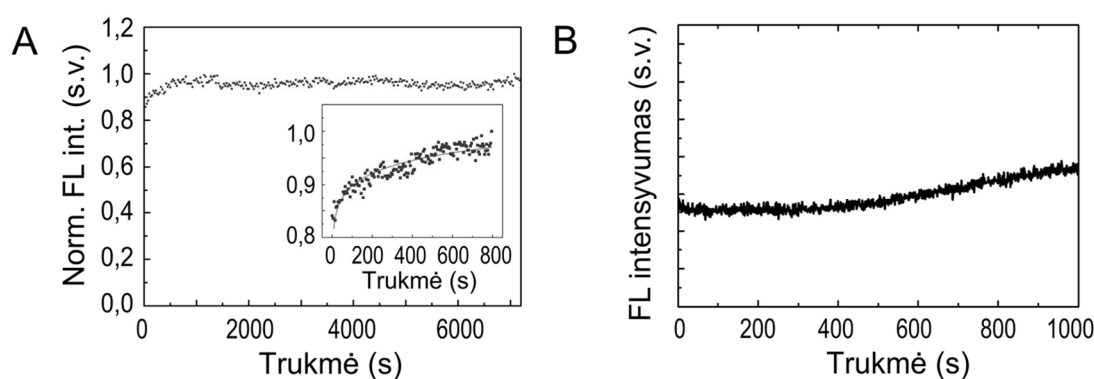 A
Norm. FL int. (s.v.)
1,2
1,0
0,8
0,6
0,4
0,2
0,0
0 2000 4000 6000
Trukmė (s)
1,0
0,9
0,8
0 200 400 600 800
Trukmė (s)
B
FL intensyvumas (s.v.)
0 200 400 600 800 1000
Trukmė (s)